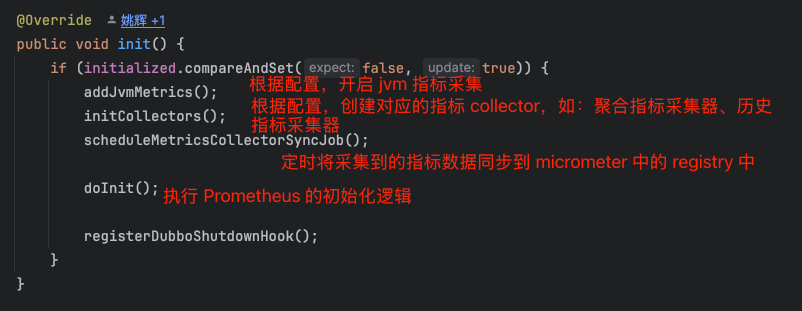 @Override 姚辉 +1
public void init() {
if (initialized.compareAndSet( expect: false, update: true)) {
addJvmMetrics(); 根据配置，开启 jvm 指标采集
initCollectors(); 根据配置，创建对应的指标 collector，如：聚合指标采集器、历史
指标采集器
scheduleMetricsCollectorSyncJob();
定时将采集到的指标数据同步到 micrometer 中的 registry 中
doInit(); 执行 Prometheus 的初始化逻辑
registerDubboShutdownHook();
}
}